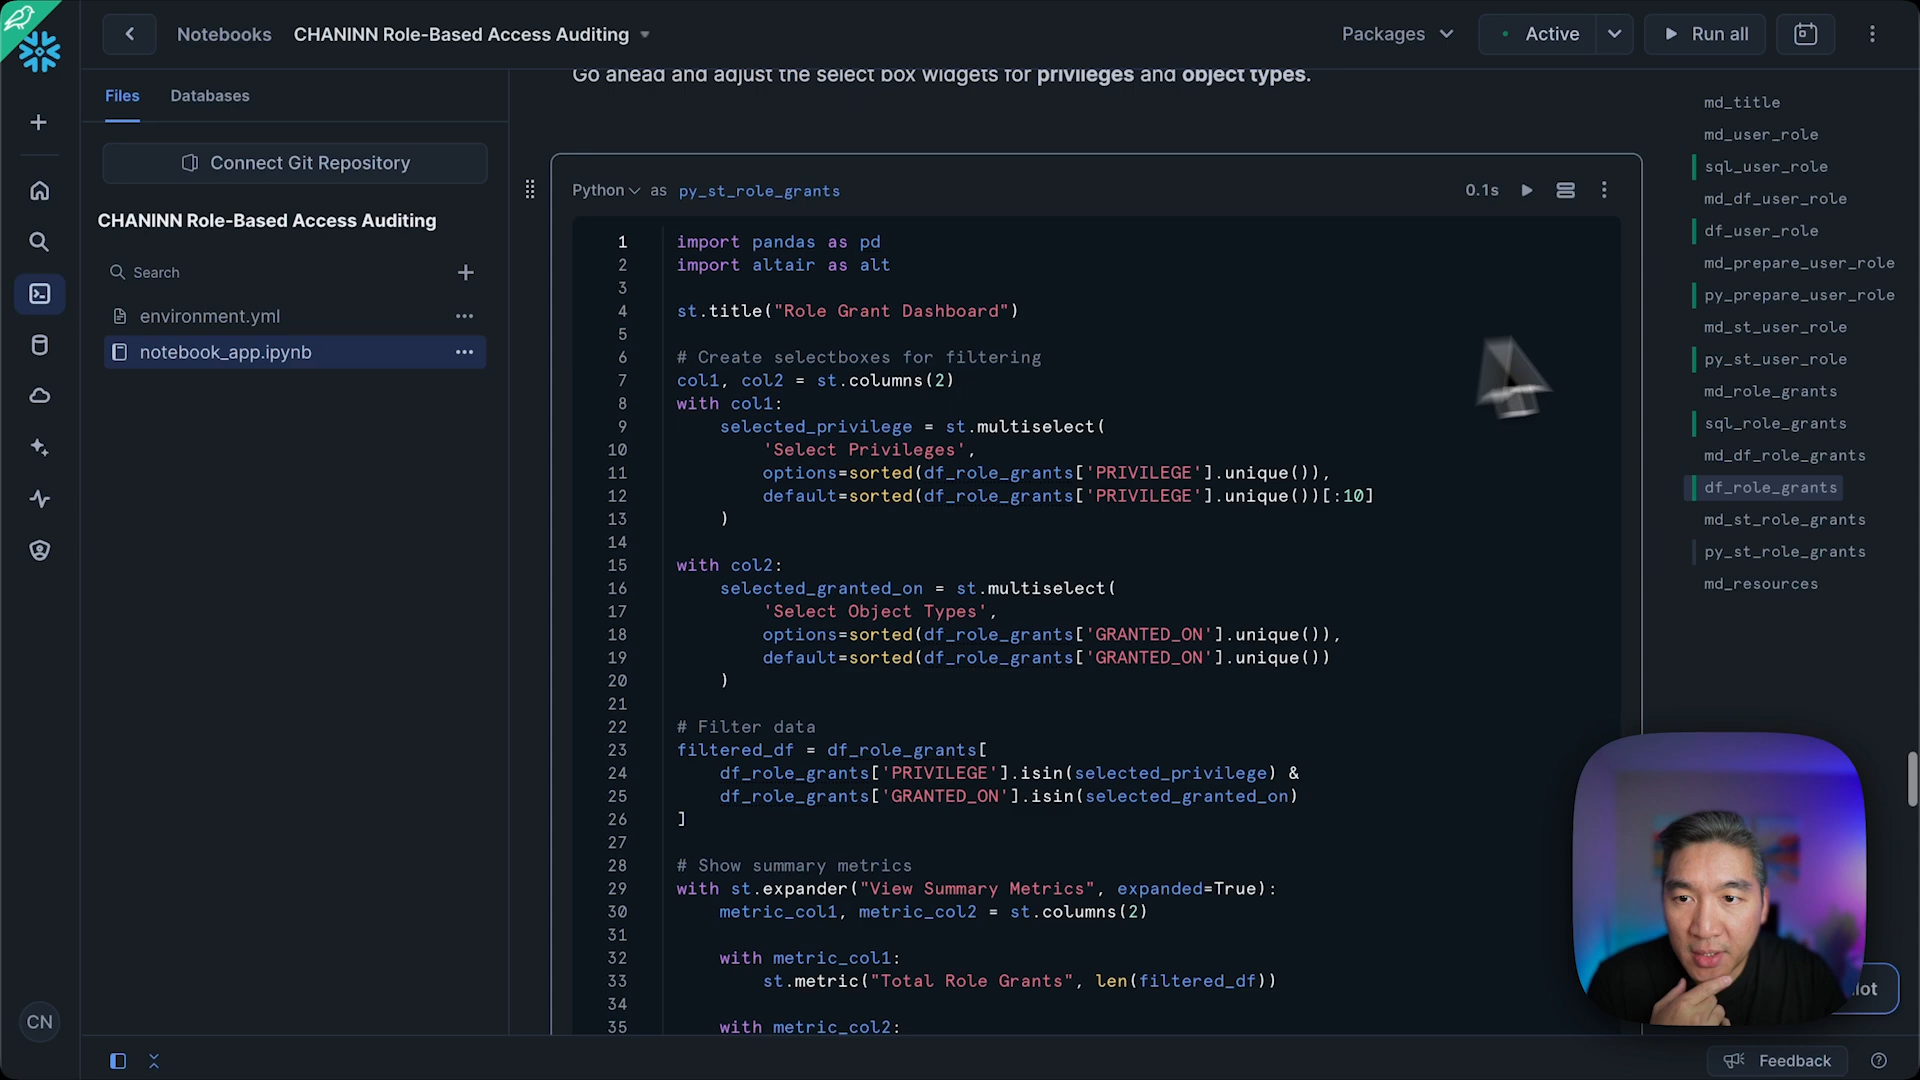 Notebooks CHANINN Role-Based Access Auditing
Packages Active Run all
Files Databases
Connect Git Repository
CHANINN Role-Based Access Auditing
Search
environment.yml
notebook_app.ipynb
CN
Go ahead and adjust the select box widgets for privileges and object types.
Python as py_st_role_grants 0.1s
1 import pandas as pd
2 import altair as alt
3
4 st.title("Role Grant Dashboard")
5
6 # Create selectboxes for filtering
7 col1, col2 = st.columns(2)
8 with col1:
9 selected_privilege = st.multiselect(
10 'Select Privileges',
11 options=sorted(df_role_grants['PRIVILEGE'].unique()),
12 default=sorted(df_role_grants['PRIVILEGE'].unique())[:10]
13 )
14
15 with col2:
16 selected_granted_on = st.multiselect(
17 'Select Object Types',
18 options=sorted(df_role_grants['GRANTED_ON'].unique()),
19 default=sorted(df_role_grants['GRANTED_ON'].unique())
20 )
21
22 # Filter data
23 filtered_df = df_role_grants[
24 df_role_grants['PRIVILEGE'].isin(selected_privilege) &
25 df_role_grants['GRANTED_ON'].isin(selected_granted_on)
26 ]
27
28 # Show summary metrics
29 with st.expander("View Summary Metrics", expanded=True):
30 metric_col1, metric_col2 = st.columns(2)
31
32 with metric_col1:
33 st.metric("Total Role Grants", len(filtered_df))
34
35 with metric_col2:
md_title
md_user_role
sql_user_role
md_df_user_role
df_user_role
md_prepare_user_role
py_prepare_user_role
md_st_user_role
py_st_user_role
md_role_grants
sql_role_grants
md_df_role_grants
df_role_grants
md_st_role_grants
py_st_role_grants
md_resources
Feedback